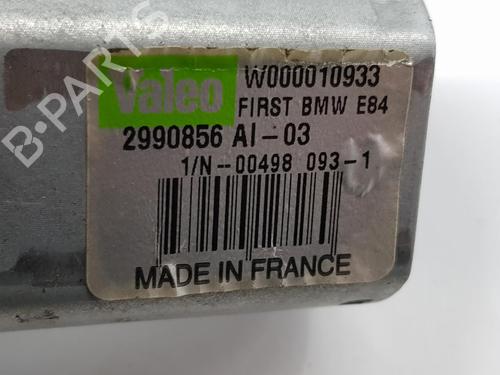 Valeo W000010933
FIRST BMW E84
2990856 AI-03
1/N-00498 093-1
MADE IN FRANCE
B-PARTS